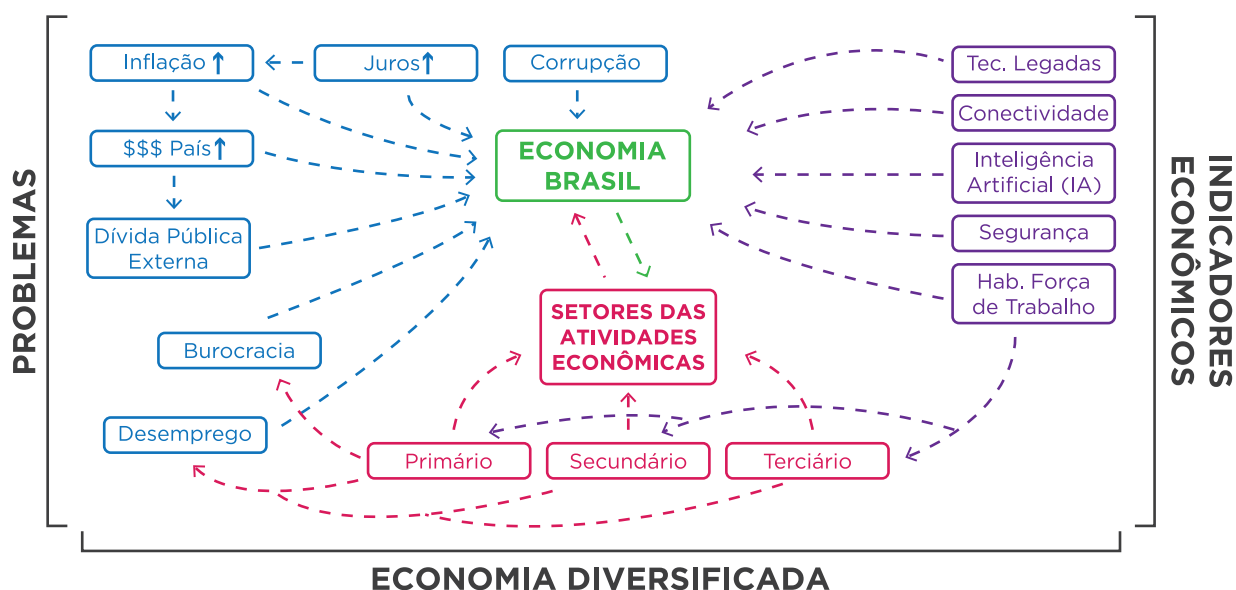 PROBLEMAS
Inflação ↑
Juros ↑
Corrupção
$$$ País ↑
Dívida Pública
Externa
Burocracia
Desemprego
ECONOMIA
BRASIL
SETORES DAS
ATIVIDADES
ECONÔMICAS
Primário
Secundário
Terciário
Tec. Legadas
Conectividade
Inteligência
Artificial (IA)
Segurança
Hab. Força
de Trabalho
INDICADORES
ECONÔMICOS
ECONOMIA DIVERSIFICADA